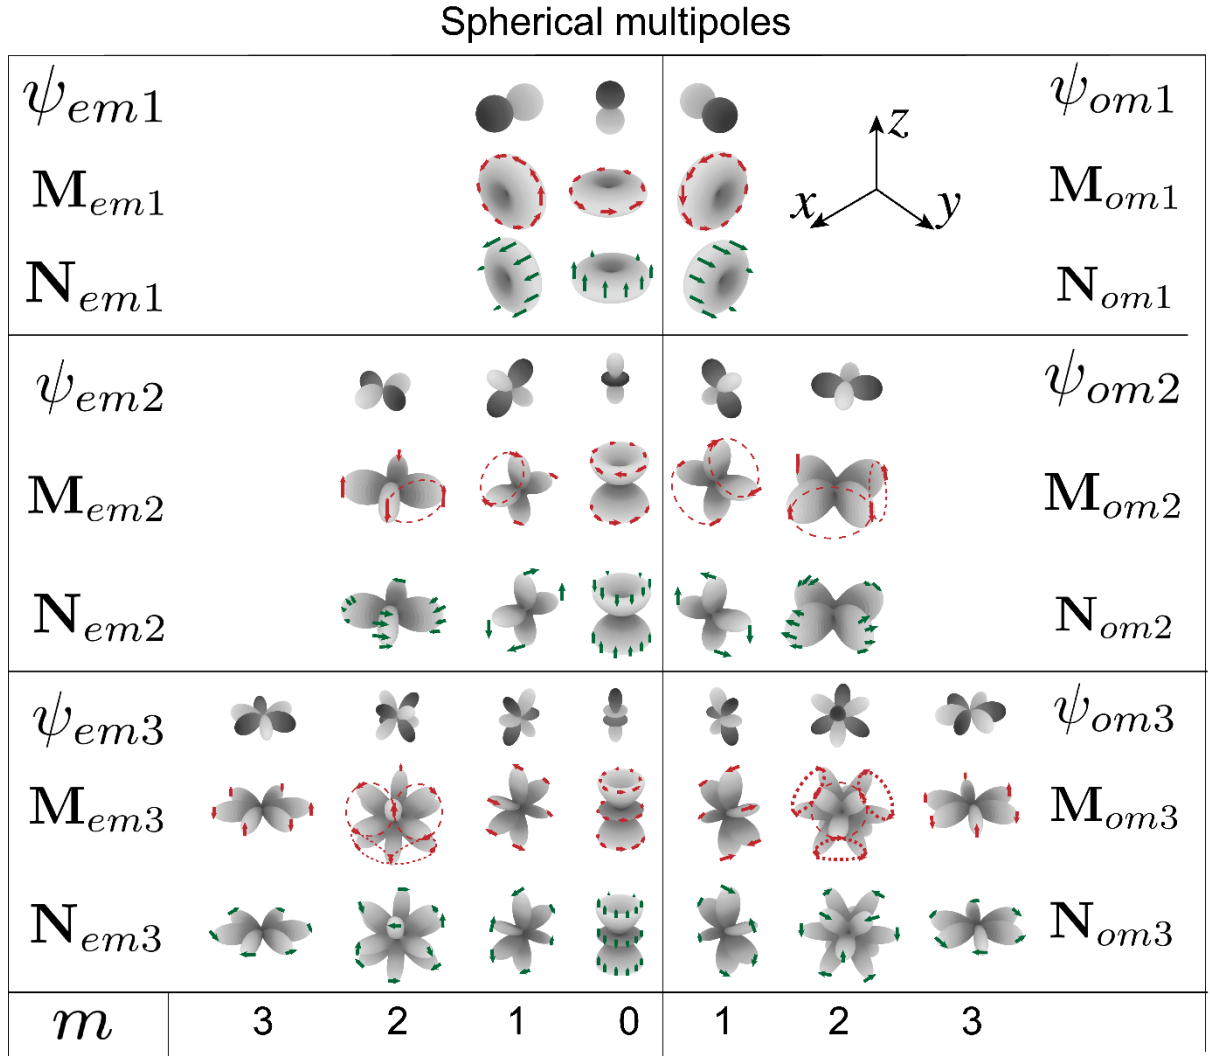 Spherical multipoles
ψem1 ψom1
z
Mem1 x y Mom1
Nem1 Nom1
ψem2 ψom2
Mem2 Mom2
Nem2 Nom2
ψem3 ψom3
Mem3 Mom3
Nem3 Nom3
m 3 2 1 0 1 2 3